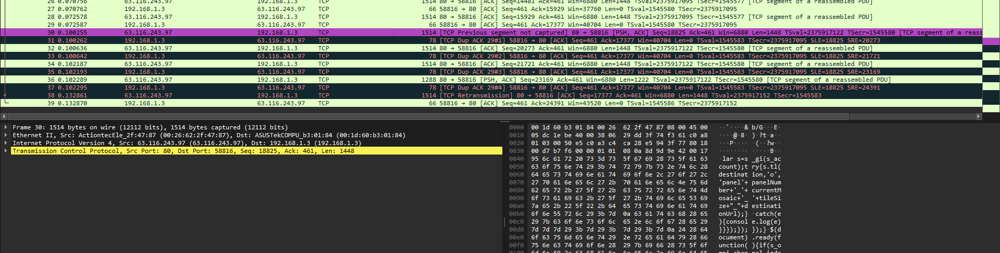 26 0.070756 63.116.243.97 192.168.1.3 TCP 1514 80 → 58816 [ACK] Seq=14481 Ack=461 Win=6880 Len=1448 TSval=2375917095 TSecr=1545577 [TCP segment of a reassembled PDU]
27 0.070762 192.168.1.3 63.116.243.97 TCP 66 58816 → 80 [ACK] Seq=461 Ack=15929 Win=37760 Len=0 TSval=1545580 TSecr=2375917095
28 0.072578 63.116.243.97 192.168.1.3 TCP 1514 80 → 58816 [ACK] Seq=15929 Ack=461 Win=6880 Len=1448 TSval=2375917095 TSecr=1545577 [TCP segment of a reassembled PDU]
29 0.072587 192.168.1.3 63.116.243.97 TCP 66 58816 → 80 [ACK] Seq=461 Ack=17377 Win=40704 Len=0 TSval=1545580 TSecr=2375917095
30 0.100255 63.116.243.97 192.168.1.3 TCP 1514 [TCP Previous segment not captured] 80 → 58816 [PSH, ACK] Seq=18825 Ack=461 Win=6880 Len=1448 TSval=2375917122 TSecr=1545580 [TCP segment of a reass
31 0.100262 192.168.1.3 63.116.243.97 TCP 78 [TCP Dup ACK 29#1] 58816 → 80 [ACK] Seq=461 Ack=17377 Win=40704 Len=0 TSval=1545583 TSecr=2375917095 SLE=18825 SRE=20273
32 0.100636 63.116.243.97 192.168.1.3 TCP 1514 80 → 58816 [ACK] Seq=20273 Ack=461 Win=6880 Len=1448 TSval=2375917122 TSecr=1545580 [TCP segment of a reassembled PDU]
33 0.100642 192.168.1.3 63.116.243.97 TCP 78 [TCP Dup ACK 29#2] 58816 → 80 [ACK] Seq=461 Ack=17377 Win=40704 Len=0 TSval=1545583 TSecr=2375917095 SLE=18825 SRE=21721
34 0.102187 63.116.243.97 192.168.1.3 TCP 1514 80 → 58816 [ACK] Seq=21721 Ack=461 Win=6880 Len=1448 TSval=2375917122 TSecr=1545580 [TCP segment of a reassembled PDU]
35 0.102193 192.168.1.3 63.116.243.97 TCP 78 [TCP Dup ACK 29#3] 58816 → 80 [ACK] Seq=461 Ack=17377 Win=40704 Len=0 TSval=1545583 TSecr=2375917095 SLE=18825 SRE=23169
36 0.102289 63.116.243.97 192.168.1.3 TCP 1288 80 → 58816 [PSH, ACK] Seq=23169 Ack=461 Win=6880 Len=1222 TSval=2375917122 TSecr=1545580 [TCP segment of a reassembled PDU]
37 0.102295 192.168.1.3 63.116.243.97 TCP 78 [TCP Dup ACK 29#4] 58816 → 80 [ACK] Seq=461 Ack=17377 Win=40704 Len=0 TSval=1545583 TSecr=2375917095 SLE=18825 SRE=24391
38 0.132861 63.116.243.97 192.168.1.3 TCP 1514 [TCP Retransmission] 80 → 58816 [ACK] Seq=17377 Ack=461 Win=6880 Len=1448 TSval=2375917152 TSecr=1545583
39 0.132870 192.168.1.3 63.116.243.97 TCP 66 58816 → 80 [ACK] Seq=461 Ack=24391 Win=43520 Len=0 TSval=1545586 TSecr=2375917152
Frame 30: 1514 bytes on wire (12112 bits), 1514 bytes captured (12112 bits)
Ethernet II, Src: ActiontecEle_2f:47:87 (00:26:62:2f:47:87), Dst: ASUSTekCOMPU_b3:01:84 (00:1d:60:b3:01:84)
Internet Protocol Version 4, Src: 63.116.243.97 (63.116.243.97), Dst: 192.168.1.3 (192.168.1.3)
Transmission Control Protocol, Src Port: 80, Dst Port: 58816, Seq: 18825, Ack: 461, Len: 1448
0000 00 1d 60 b3 01 84 00 26 62 2f 47 87 08 00 45 00 ··`····& b/G···E·
0010 05 dc 1e be 40 00 38 06 29 dd 3f 74 f3 61 c0 a8 ····@·8· )·?t·a··
0020 01 03 00 50 e5 c0 a3 c4 ca 28 e5 94 3f 77 80 18 ···P···· ·(··?w··
0030 00 d7 b7 f6 00 00 01 01 08 0a 8d 9d 9e 42 00 17 ········ ·····B··
0040 95 6c 61 72 20 73 3d 73 5f 67 69 28 73 5f 61 63 ·lar s=s _gi(s_ac
0050 63 6f 75 6e 74 29 3b 74 72 79 7b 73 2e 74 6c 28 count);t ry{s.tl(
0060 64 65 73 74 69 6e 61 74 69 6f 6e 2c 27 6f 27 2c destinat ion,'o',
0070 27 70 61 6e 65 6c 27 2b 70 61 6e 65 6c 4e 75 6d 'panel'+ panelNum
0080 62 65 72 2b 27 5f 27 2b 63 75 72 72 65 6e 74 4d ber+'_'+ currentM
0090 6f 73 61 69 63 2b 27 5f 27 2b 74 69 6c 65 53 69 osaic+'_ '+tileSi
00a0 7a 65 2b 22 5f 22 2b 64 65 73 74 69 6e 61 74 69 ze+"_"+d estinati
00b0 6f 6e 55 72 6c 29 3b 7d 0a 63 61 74 63 68 28 65 onUrl);} ·catch(e
00c0 29 7b 63 6f 6e 73 6f 6c 65 2e 6c 6f 67 28 65 29 ){consol e.log(e)
00d0 7d 7d 7d 29 3b 7d 29 3b 7d 29 3b 7d 0a 24 28 64 }}});}); });}·$(d
00e0 6f 63 75 6d 65 6e 74 29 2e 72 65 61 64 79 28 66 ocument) .ready(f
00f0 75 6e 63 74 69 6f 6e 28 29 7b 69 66 28 73 5f 6f unction( ){if(s_o